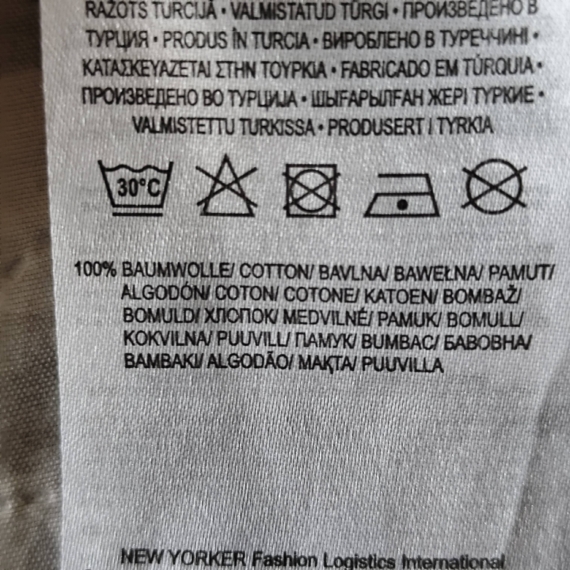 RAŽOTS TURCIJĀ • VALMISTATUD TÜRGI • ПРОИЗВЕДЕНО В
ТУРЦИЯ • PRODUS ÎN TURCIA • ВИРОБЛЕНО В ТУРЕЧЧИНІ •
ΚΑΤΑΣΚΕΥΑΖΕΤΑΙ ΣΤΗΝ ΤΟΥΡΚΙΑ • FABRICADO EM TÚRQUIA •
ПРОИЗВЕДЕНО ВО ТУРЦИЈА • ШЫҒАРЫЛҒАН ЖЕРІ ТУРКИЕ •
VALMISTETTU TURKISSA • PRODUSERT I TYRKIA
30°C
100% BAUMWOLLE/ COTTON/ BAVLNA/ BAWEŁNA/ PAMUT/
ALGODÓN/ COTON/ COTONE/ KATOEN/ BOMBAŽ/
BOMULD/ ХЛОПОК/ MEDVILNĖ/ PAMUK/ BOMULL/
KOKVILNA/ PUUVILL/ ПАМУК/ BUMBAC/ БАВОВНА/
BAMBAKI/ ALGODÃO/ МАҚТА/ PUUVILLA
NEW YORKER Fashion Logistics International